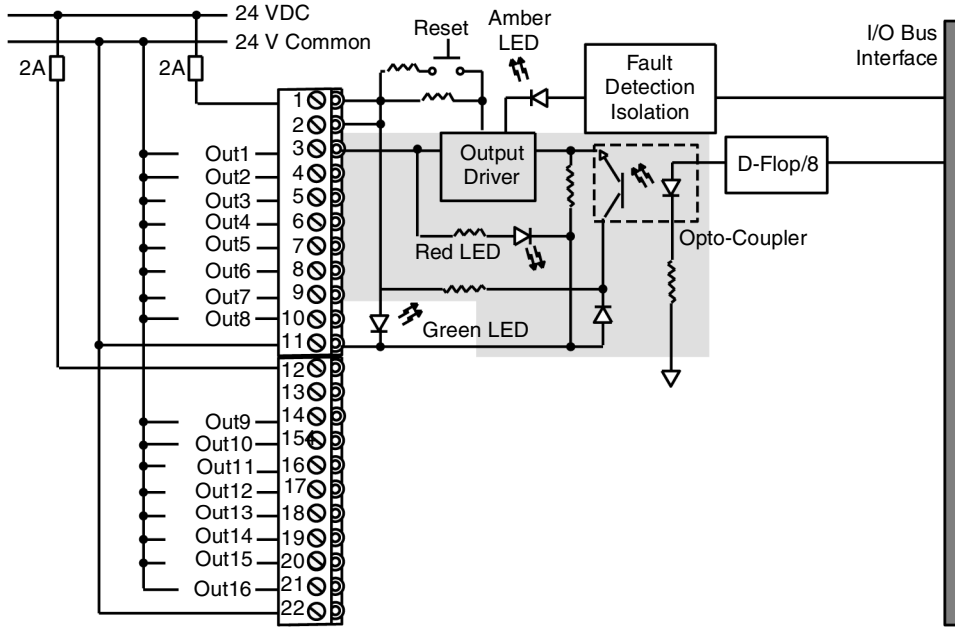 24 VDC
24 V Common
2A
2A
Reset
Amber
LED
Fault
Detection
Isolation
I/O Bus
Interface
1
2
3
4
5
6
7
8
9
10
11
12
13
14
154
16
17
18
19
20
21
22
Out1
Out2
Out3
Out4
Out5
Out6
Out7
Out8
Out9
Out10
Out11
Out12
Out13
Out14
Out15
Out16
Output
Driver
D-Flop/8
Opto-Coupler
Red LED
Green LED